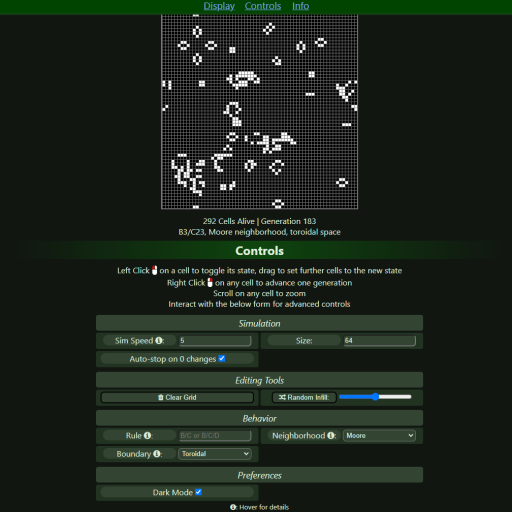 Display Controls Info
292 Cells Alive | Generation 183
B3/C23, Moore neighborhood, toroidal space
Controls
Left Click on a cell to toggle its state, drag to set further cells to the new state
Right Click on any cell to advance one generation
Scroll on any cell to zoom
Interact with the below form for advanced controls
Simulation
Sim Speed : 5 Size: 64
Auto-stop on 0 changes
Editing Tools
Clear Grid Random Infill:
Behavior
Rule : B/C or B/C/D Neighborhood : Moore
Boundary : Toroidal
Preferences
Dark Mode
: Hover for details